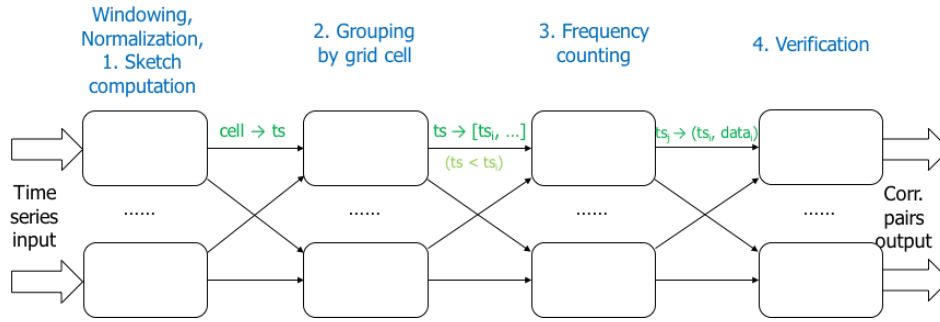 Windowing,
Normalization,
1. Sketch
computation
2. Grouping
by grid cell
3. Frequency
counting
4. Verification
cell → ts
ts → [tsᵢ, ...]
(ts < tsᵢ)
tsⱼ → (tsᵢ, dataᵢ)
Time
series
input
......
......
......
......
Corr.
pairs
output